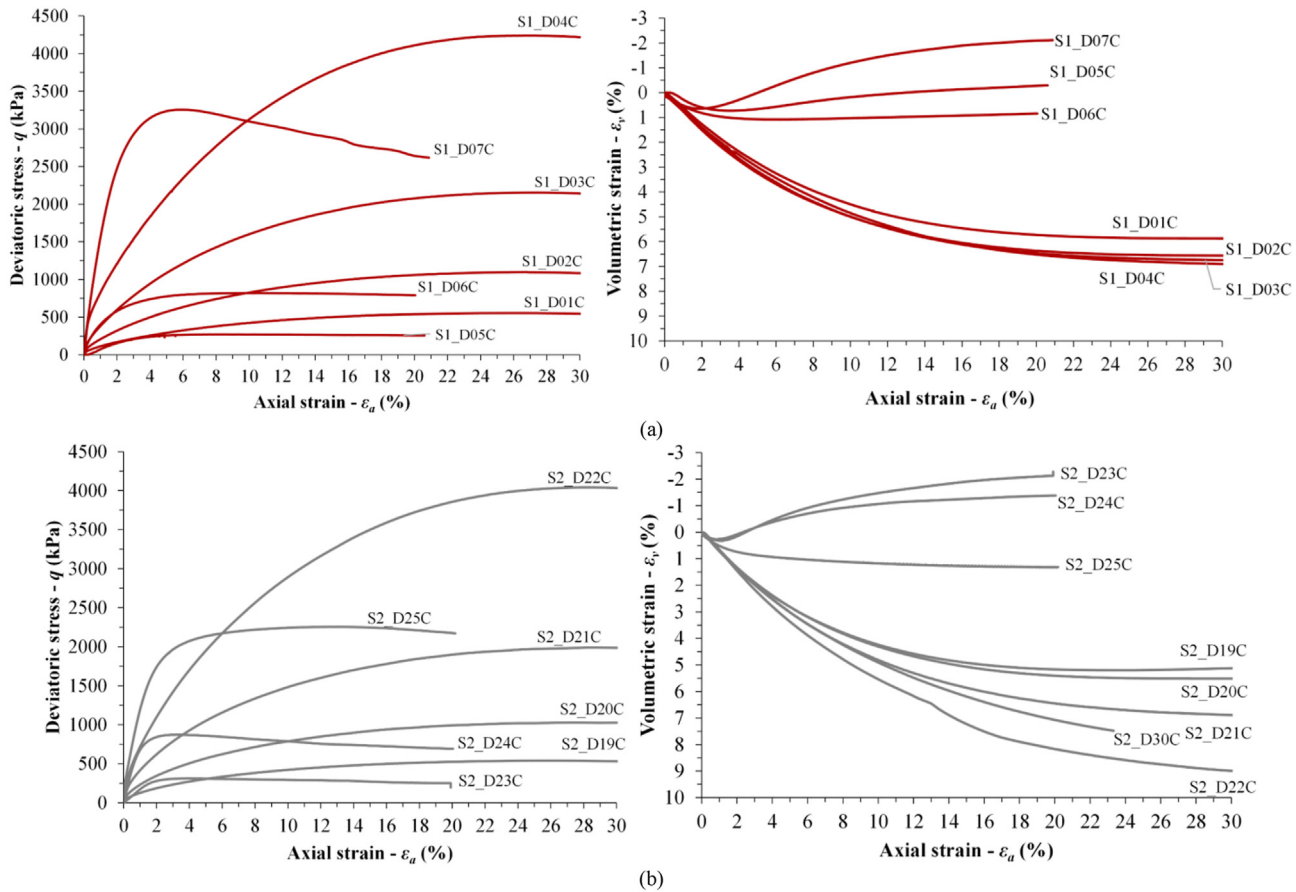 4500
4000
3500
3000
2500
2000
1500
1000
500
0
Deviatoric stress - q (kPa)
S1_D04C
S1_D07C
S1_D03C
S1_D02C
S1_D06C
S1_D01C
S1_D05C
0 2 4 6 8 10 12 14 16 18 20 22 24 26 28 30
Axial strain - εa (%)
-3
-2
-1
0
1
2
3
4
5
6
7
8
9
10
Volumetric strain - εv (%)
S1_D07C
S1_D05C
S1_D06C
S1_D01C
S1_D02C
S1_D04C
S1_D03C
0 2 4 6 8 10 12 14 16 18 20 22 24 26 28 30
Axial strain - εa (%)
(a)
4500
4000
3500
3000
2500
2000
1500
1000
500
0
Deviatoric stress - q (kPa)
S2_D22C
S2_D25C
S2_D21C
S2_D20C
S2_D24C
S2_D19C
S2_D23C
0 2 4 6 8 10 12 14 16 18 20 22 24 26 28 30
Axial strain - εa (%)
-3
-2
-1
0
1
2
3
4
5
6
7
8
9
10
Volumetric strain - εv (%)
S2_D23C
S2_D24C
S2_D25C
S2_D19C
S2_D20C
S2_D30C
S2_D21C
S2_D22C
0 2 4 6 8 10 12 14 16 18 20 22 24 26 28 30
Axial strain - εa (%)
(b)